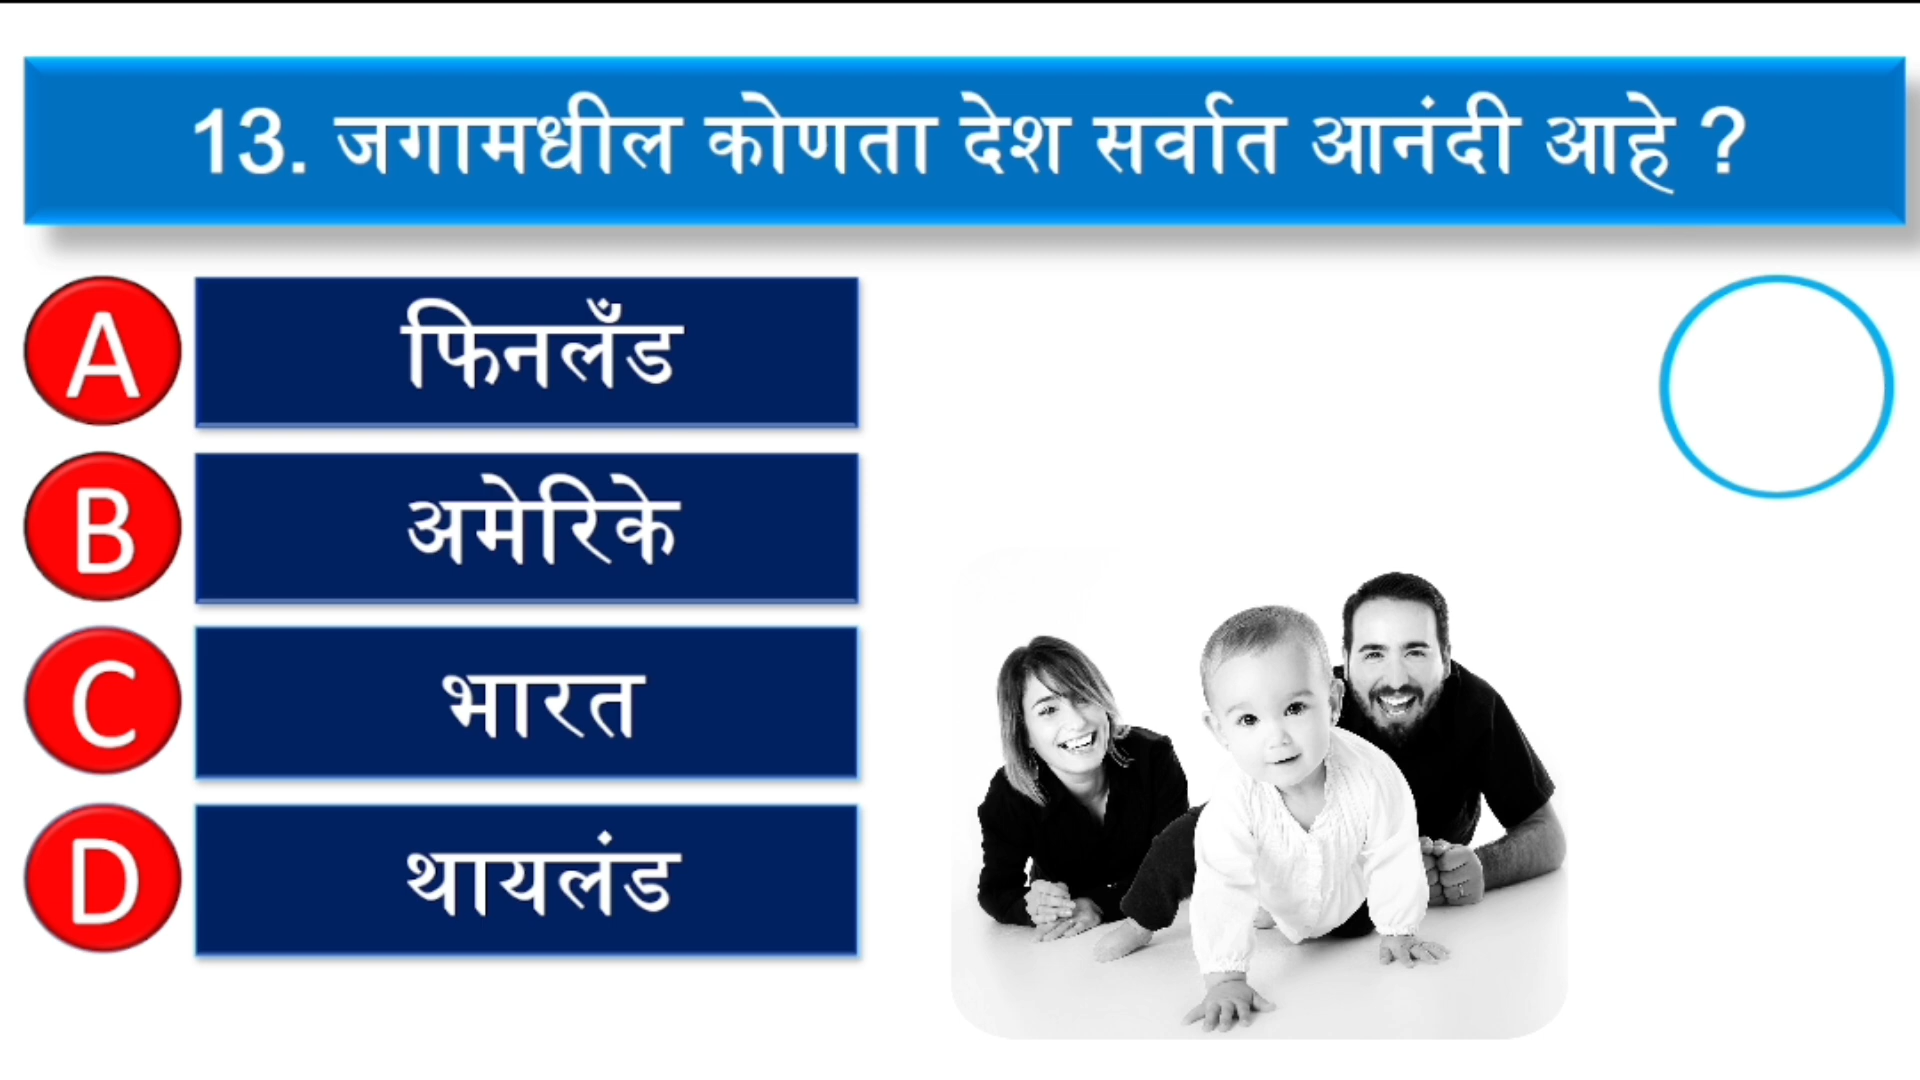 13. जगामधील कोणता देश सर्वात आनंदी आहे ?
A फिनलँड
B अमेरिके
C भारत
D थायलंड